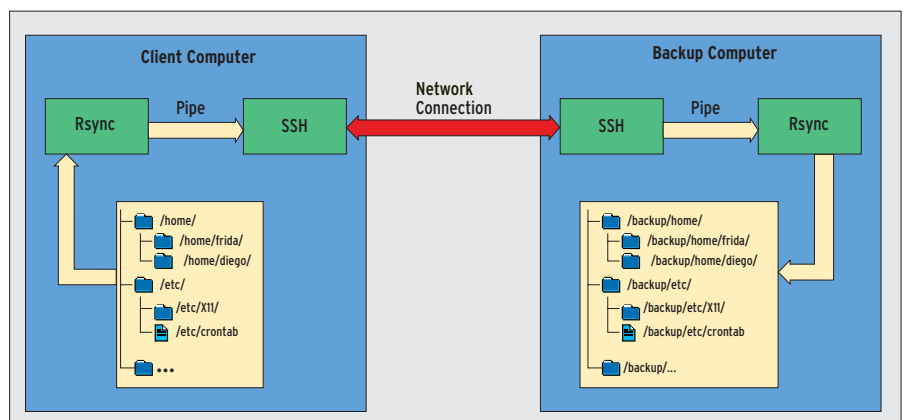 Client Computer
Rsync
Pipe
SSH
/home/
/home/frida/
/home/diego/
/etc/
/etc/X11/
/etc/crontab
...
Network
Connection
Backup Computer
SSH
Pipe
Rsync
/backup/home/
/backup/home/frida/
/backup/home/diego/
/backup/etc/
/backup/etc/X11/
/backup/etc/crontab
/backup/...